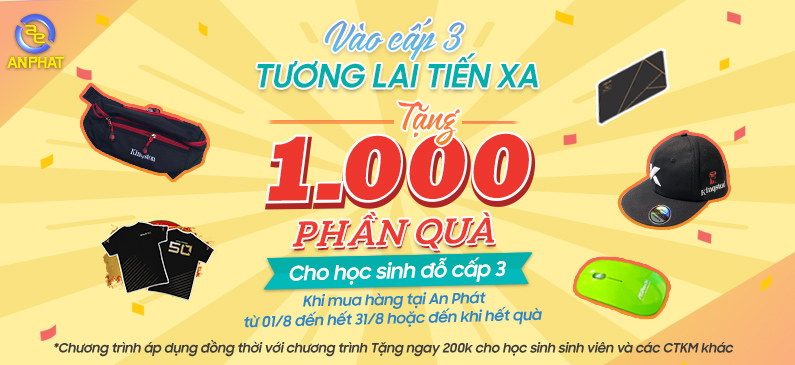 ANPHAT
Vào cấp 3
TƯƠNG LAI TIẾN XA
Tặng
1.000
PHẦN QUÀ
Cho học sinh đỗ cấp 3
Khi mua hàng tại An Phát
từ 01/8 đến hết 31/8 hoặc đến khi hết quà
Kingston
K
Kingston
50
*Chương trình áp dụng đồng thời với chương trình Tặng ngay 200k cho học sinh sinh viên và các CTKM khác